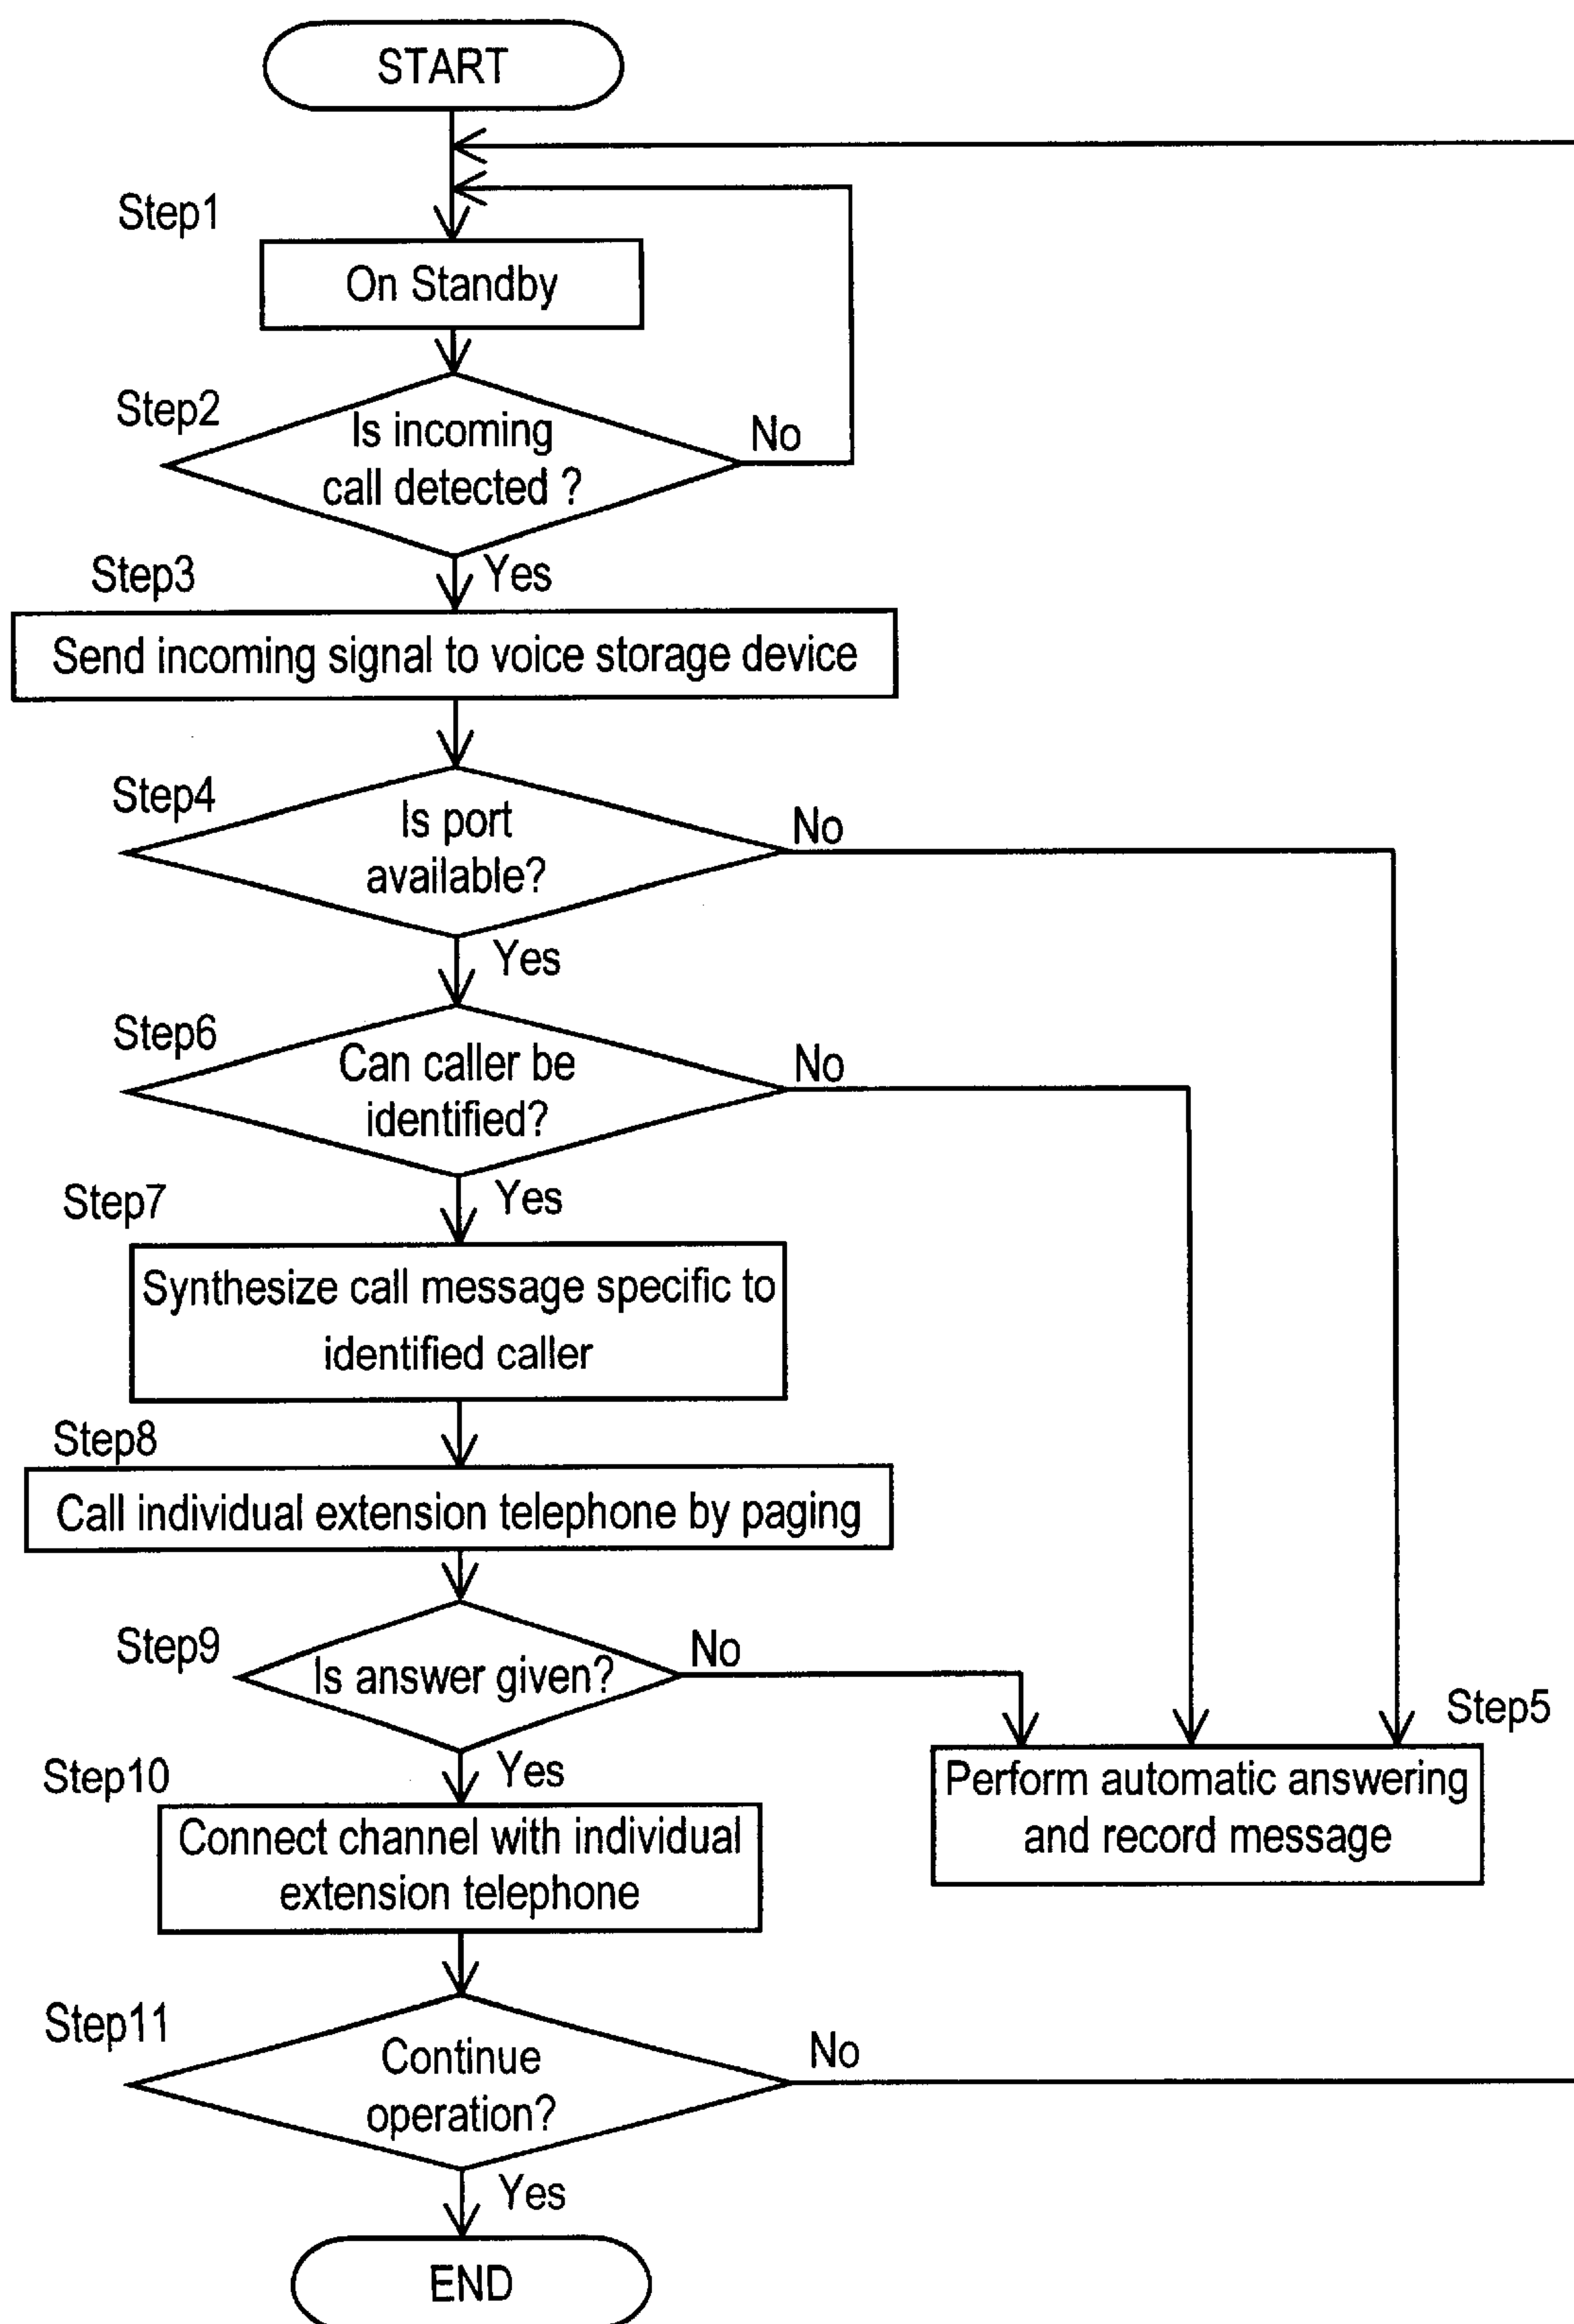 START
Step1
On Standby
Step2
Is incoming
call detected ?
No
Yes
Step3
Send incoming signal to voice storage device
Step4
Is port
available?
No
Yes
Step6
Can caller be
identified?
No
Yes
Step7
Synthesize call message specific to
identified caller
Step8
Call individual extension telephone by paging
Step9
Is answer given?
No
Step5
Perform automatic answering
and record message
Yes
Step10
Connect channel with individual
extension telephone
Step11
Continue
operation?
No
Yes
END